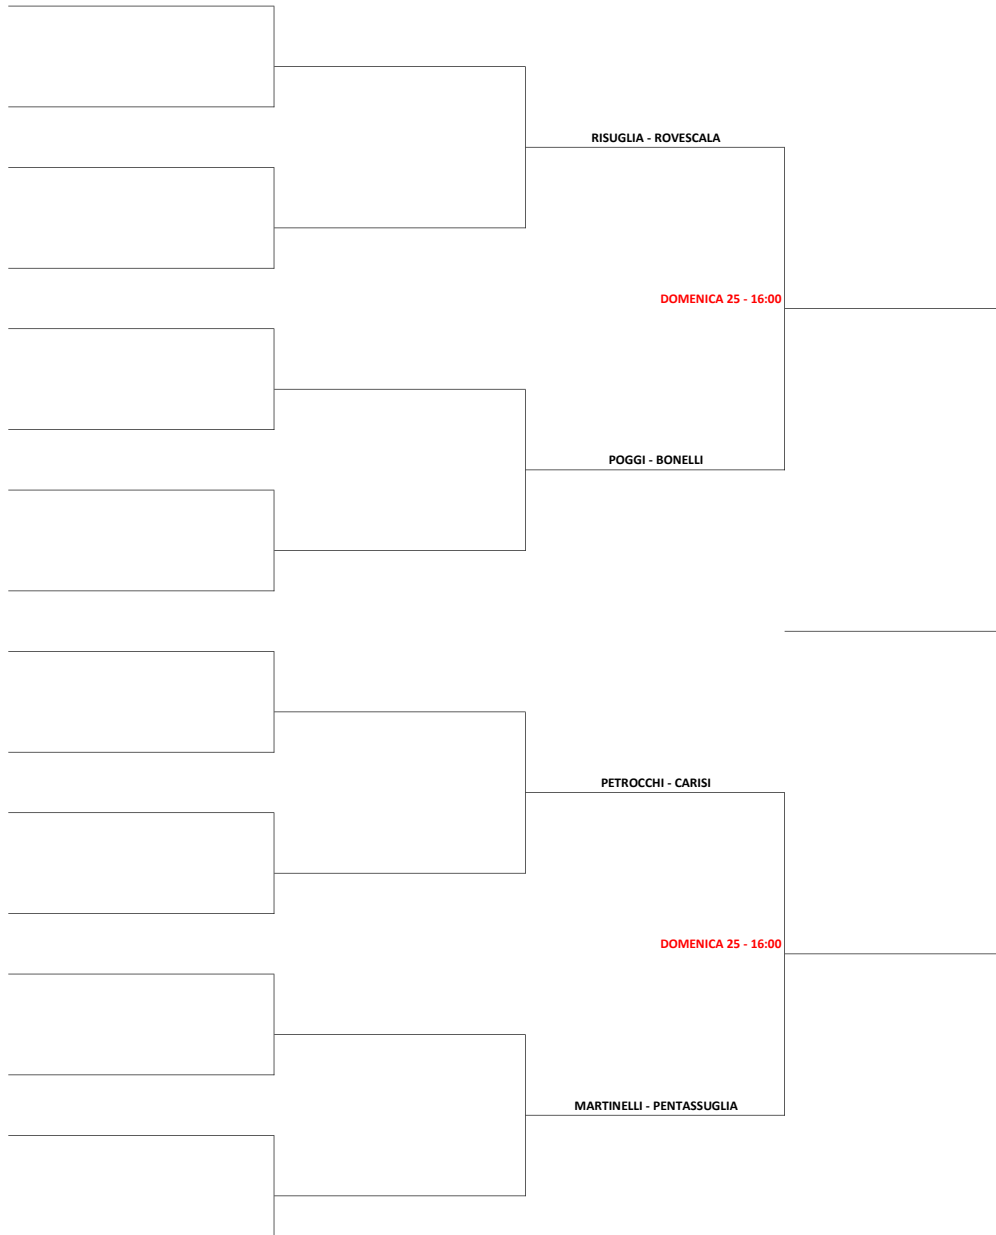 RISUGLIA - ROVESCALA
DOMENICA 25 - 16:00
POGGI - BONELLI
PETROCCHI - CARISI
DOMENICA 25 - 16:00
MARTINELLI - PENTASSUGLIA